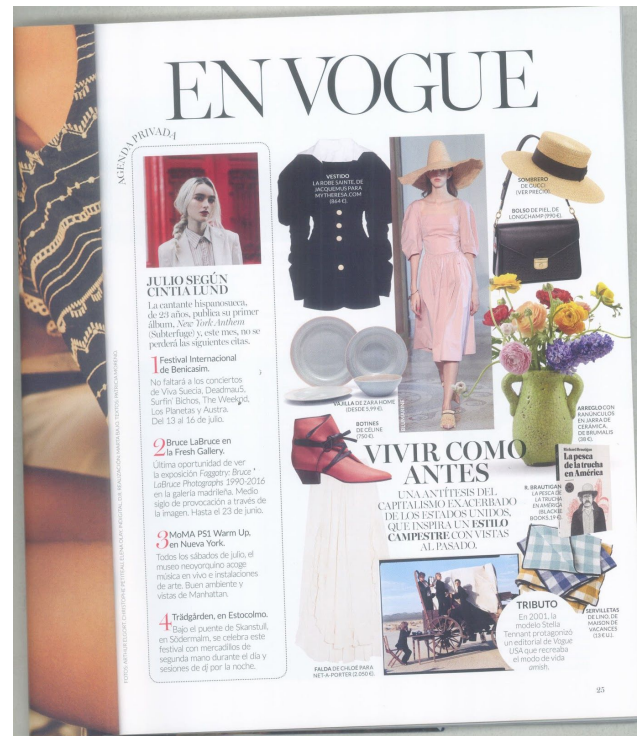 EN VOGUE
AGENDA PRIVADA
JULIO SEGÚN
CINTIA LUND
La cantante hispanosueca,
de 23 años, publica su primer
álbum, New York Anthem
(Subterfuge) y, este mes, no se
perderá las siguientes citas.
1 Festival Internacional
de Benicasim.
No faltará a los conciertos
de Viva Suecia, Deadmau5,
Surfin' Bichos, The Weeknd,
Los Planetas y Austra.
Del 13 al 16 de julio.
2 Bruce LaBruce en
la Fresh Gallery.
Última oportunidad de ver
la exposición Faggotry: Bruce
LaBruce Photographs 1990-2016
en la galería madrileña. Medio
siglo de provocación a través de
la imagen. Hasta el 23 de junio.
3 MoMA PS1 Warm Up,
en Nueva York.
Todos los sábados de julio, el
museo neoyorquino acoge
música en vivo e instalaciones
de arte. Buen ambiente y
vistas de Manhattan.
4 Trädgården, en Estocolmo.
Bajo el puente de Skanstull,
en Södermalm, se celebra este
festival con mercadillos de
segunda mano durante el día y
sesiones de dj por la noche.
VESTIDO
LA ROBE SAINTE, DE
JACQUEMUS PARA
MYTHERESA.COM
(864 €).
SOMBRERO
DE GUCCI
(VER PRECIO).
BOLSO DE PIEL, DE
LONGCHAMP (990 €).
VAJILLA DE ZARA HOME
(DESDE 5,99 €).
BOTINES
DE CÉLINE
(750 €).
ARREGLO CON
RANÚNCULOS
EN JARRA DE
CERÁMICA,
DE BRUMALIS
(38 €).
VIVIR COMO
ANTES
UNA ANTÍTESIS DEL
CAPITALISMO EXACERBADO
DE LOS ESTADOS UNIDOS,
QUE INSPIRA UN ESTILO
CAMPESTRE CON VISTAS
AL PASADO.
Richard Brautigan
La pesca
de la trucha
en América
R. BRAUTIGAN
LA PESCA DE
LA TRUCHA
EN AMÉRICA
(BLACKIE
BOOKS, 19 €).
SERVILLETAS
DE LINO, DE
MAISON DE
VACANCES
(15 € U.).
TRIBUTO
En 2001, la
modelo Stella
Tennant protagonizó
un editorial de Vogue
USA que recreaba
el modo de vida
amish.
FALDA DE CHLOÉ PARA
NET-A-PORTER (2.050 €).
25